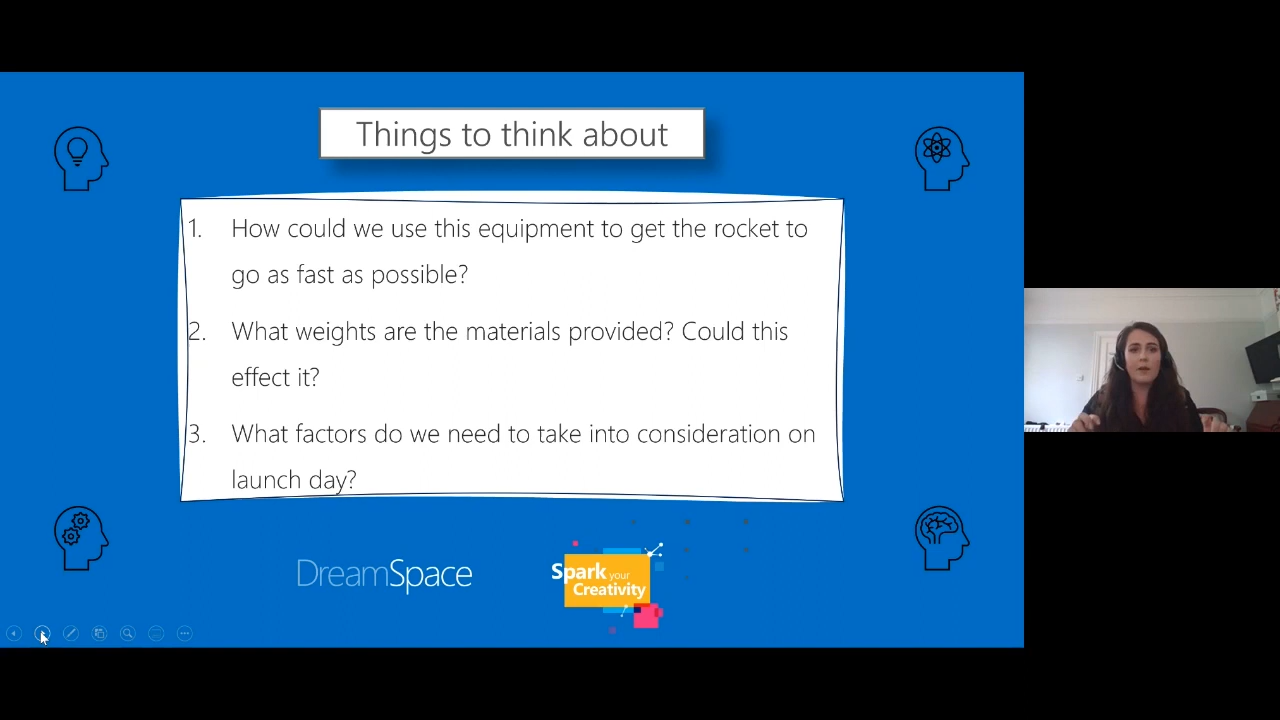 Things to think about
1. How could we use this equipment to get the rocket to
go as fast as possible?
2. What weights are the materials provided? Could this
effect it?
3. What factors do we need to take into consideration on
launch day?
DreamSpace
Spark your
Creativity